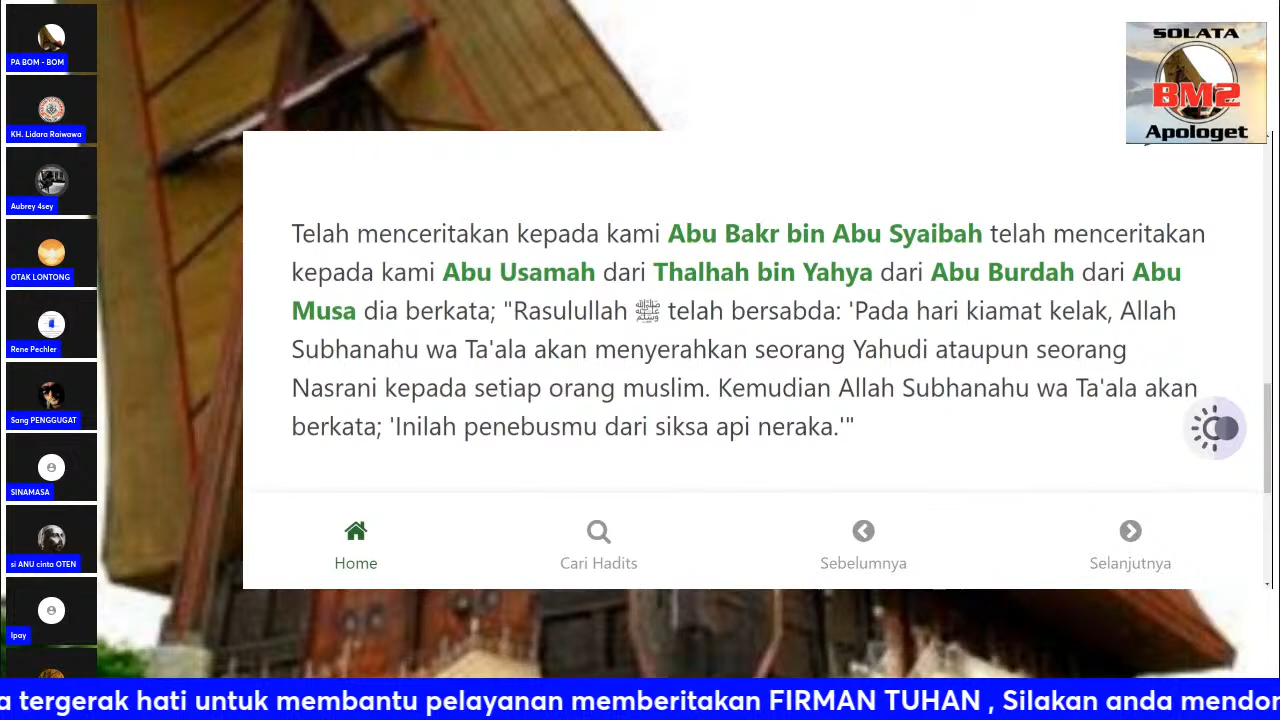 PA BOM - BOM
KH. Lidara Raiwawa
Aubrey 4sey
OTAK LONTONG
Rene Pechler
Sang PENGGUGAT
SINAMASA
si ANU cinta OTEN
Ipay
SOLATA
BM2
Apologet
Telah menceritakan kepada kami Abu Bakr bin Abu Syaibah telah menceritakan
kepada kami Abu Usamah dari Thalhah bin Yahya dari Abu Burdah dari Abu
Musa dia berkata; "Rasulullah ﷺ telah bersabda: 'Pada hari kiamat kelak, Allah
Subhanahu wa Ta'ala akan menyerahkan seorang Yahudi ataupun seorang
Nasrani kepada setiap orang muslim. Kemudian Allah Subhanahu wa Ta'ala akan
berkata; 'Inilah penebusmu dari siksa api neraka.'"
Home
Cari Hadits
Sebelumnya
Selanjutnya
a tergerak hati untuk membantu pelayanan memberitakan FIRMAN TUHAN , Silakan anda mendon